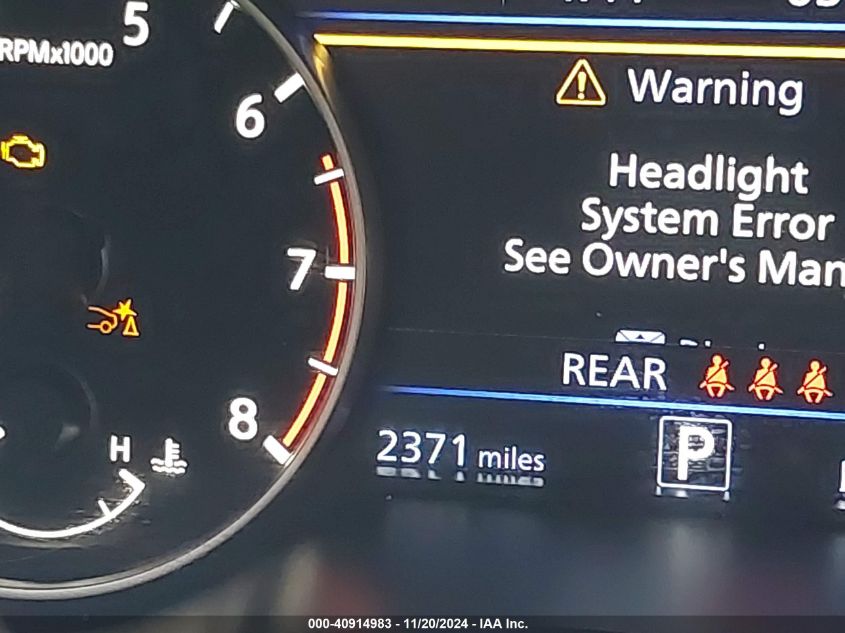 5
RPMx1000
6
Warning
Headlight
System Error
See Owner's Man
7
REAR
8
H
2371 miles
P
000-40914983 - 11/20/2024 - IAA Inc.